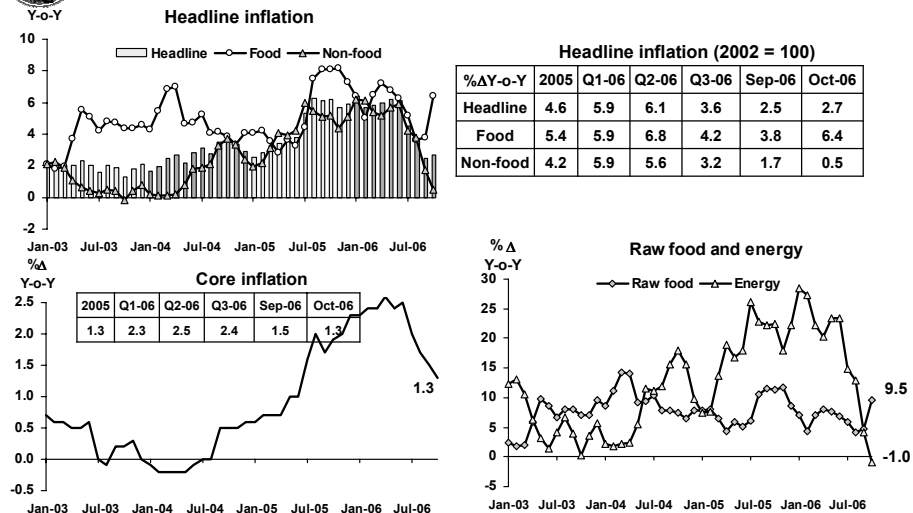 Y-o-Y
Headline inflation
10
8
6
4
2
0
-2
Headline Food Non-food
Jan-03 Jul-03 Jan-04 Jul-04 Jan-05 Jul-05 Jan-06 Jul-06
Headline inflation (2002 = 100)
%ΔY-o-Y 2005 Q1-06 Q2-06 Q3-06 Sep-06 Oct-06
Headline 4.6 5.9 6.1 3.6 2.5 2.7
Food 5.4 5.9 6.8 4.2 3.8 6.4
Non-food 4.2 5.9 5.6 3.2 1.7 0.5
%Δ
Y-o-Y
Core inflation
2.5
2.0
1.5
1.0
0.5
0.0
-0.5
2005 Q1-06 Q2-06 Q3-06 Sep-06 Oct-06
1.3 2.3 2.5 2.4 1.5 1.3
1.3
Jan-03 Jul-03 Jan-04 Jul-04 Jan-05 Jul-05 Jan-06 Jul-06
% Δ
Y-o-Y
Raw food and energy
30
25
20
15
10
5
0
-5
Raw food Energy
9.5
-1.0
Jan-03 Jul-03 Jan-04 Jul-04 Jan-05 Jul-05 Jan-06 Jul-06